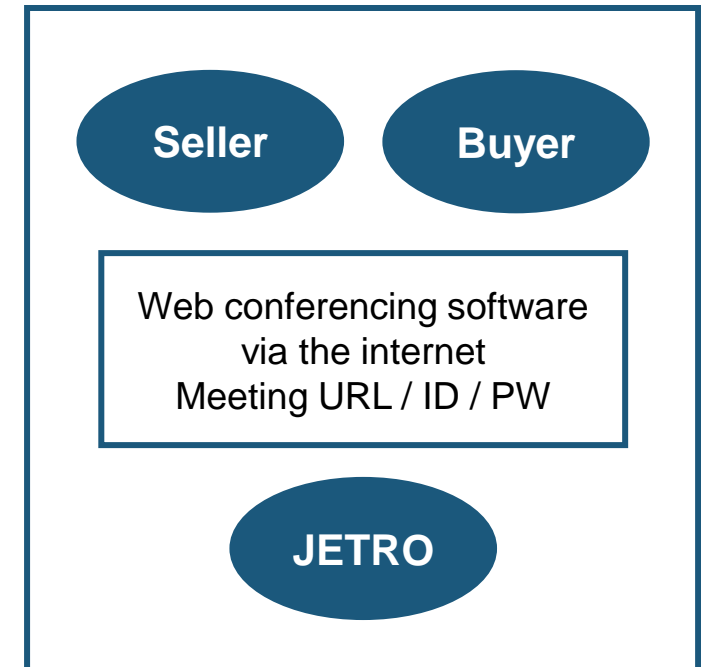 Seller
Buyer
Web conferencing software
via the internet
Meeting URL / ID / PW
JETRO